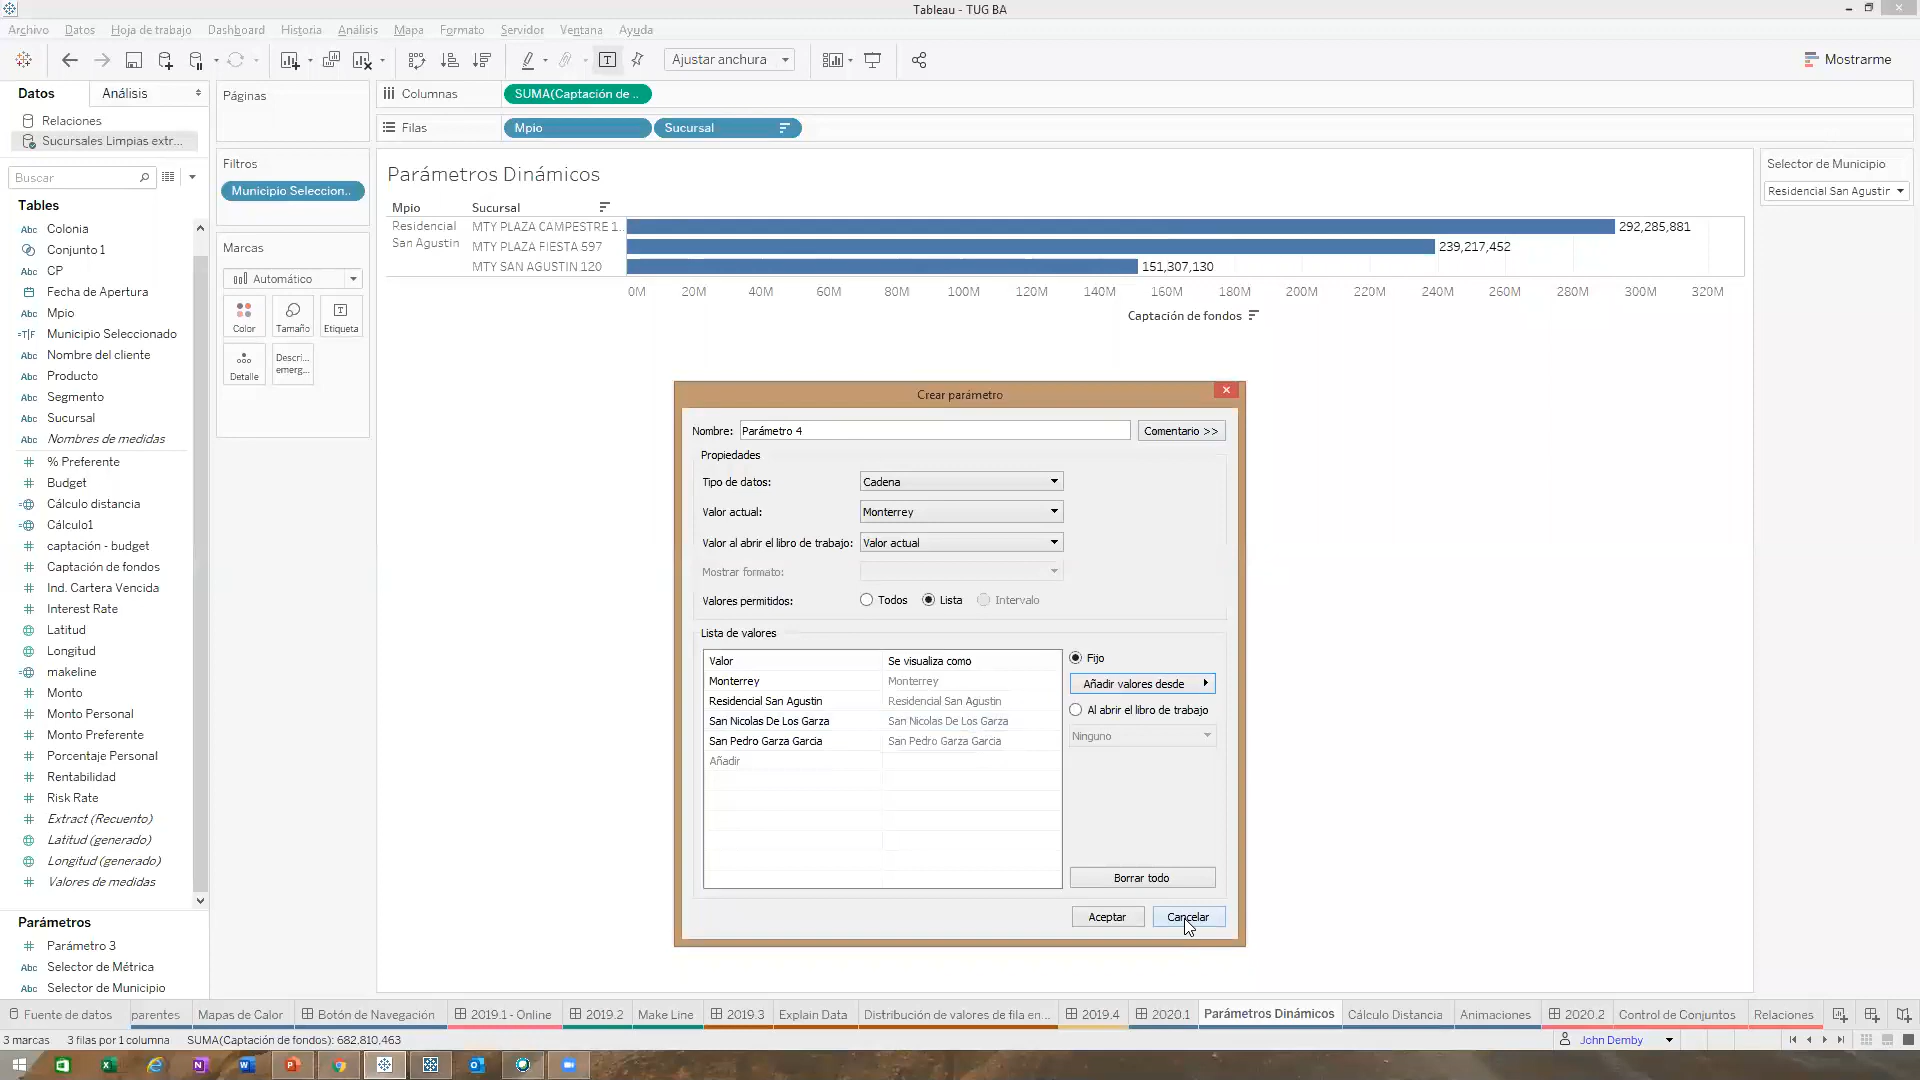 Tableau - TUG BA
Archivo Datos Hoja de trabajo Dashboard Historia Análisis Mapa Formato Servidor Ventana Ayuda
Ajustar anchura
Mostrarme
Datos
Análisis
Relaciones
Sucursales Limpias extr...
Buscar
Tables
Abc Colonia
Conjunto 1
Abc CP
Fecha de Apertura
Abc Mpio
=T|F Municipio Seleccionado
Abc Nombre del cliente
Abc Producto
Abc Segmento
Abc Sucursal
Abc Nombres de medidas
# % Preferente
# Budget
Cálculo distancia
Cálculo1
# captación - budget
# Captación de fondos
# Ind. Cartera Vencida
# Interest Rate
Latitud
Longitud
makeline
# Monto
# Monto Personal
# Monto Preferente
# Porcentaje Personal
# Rentabilidad
# Risk Rate
# Extract (Recuento)
Latitud (generado)
Longitud (generado)
# Valores de medidas
Parámetros
# Parámetro 3
Abc Selector de Métrica
Abc Selector de Municipio
Páginas
Filtros
Municipio Seleccion..
Marcas
Automático
Color Tamaño Etiqueta
Detalle
Descri...
emerg...
Columnas
SUMA(Captación de ..
Filas
Mpio Sucursal
Parámetros Dinámicos
Mpio Sucursal
Residencial
San Agustin
MTY PLAZA CAMPESTRE 1.. 292,285,881
MTY PLAZA FIESTA 597 239,217,452
MTY SAN AGUSTIN 120 151,307,130
0M 20M 40M 60M 80M 100M 120M 140M 160M 180M 200M 220M 240M 260M 280M 300M 320M
Captación de fondos
Selector de Municipio
Residencial San Agustir
Crear parámetro
Nombre: Parámetro 4
Comentario >>
Propiedades
Tipo de datos: Cadena
Valor actual: Monterrey
Valor al abrir el libro de trabajo: Valor actual
Mostrar formato:
Valores permitidos: Todos Lista Intervalo
Lista de valores
Valor Se visualiza como
Monterrey Monterrey
Residencial San Agustin Residencial San Agustin
San Nicolas De Los Garza San Nicolas De Los Garza
San Pedro Garza Garcia San Pedro Garza Garcia
Añadir
Fijo
Añadir valores desde
Al abrir el libro de trabajo
Ninguno
Borrar todo
Aceptar
Cancelar
Fuente de datos parentes Mapas de Calor Botón de Navegación 2019.1 - Online 2019.2 Make Line 2019.3 Explain Data Distribución de valores de fila en... 2019.4 2020.1 Parámetros Dinámicos Cálculo Distancia Animaciones 2020.2 Control de Conjuntos Relaciones
3 marcas 3 filas por 1 columna SUMA(Captación de fondos): 682,810,463
John Demby